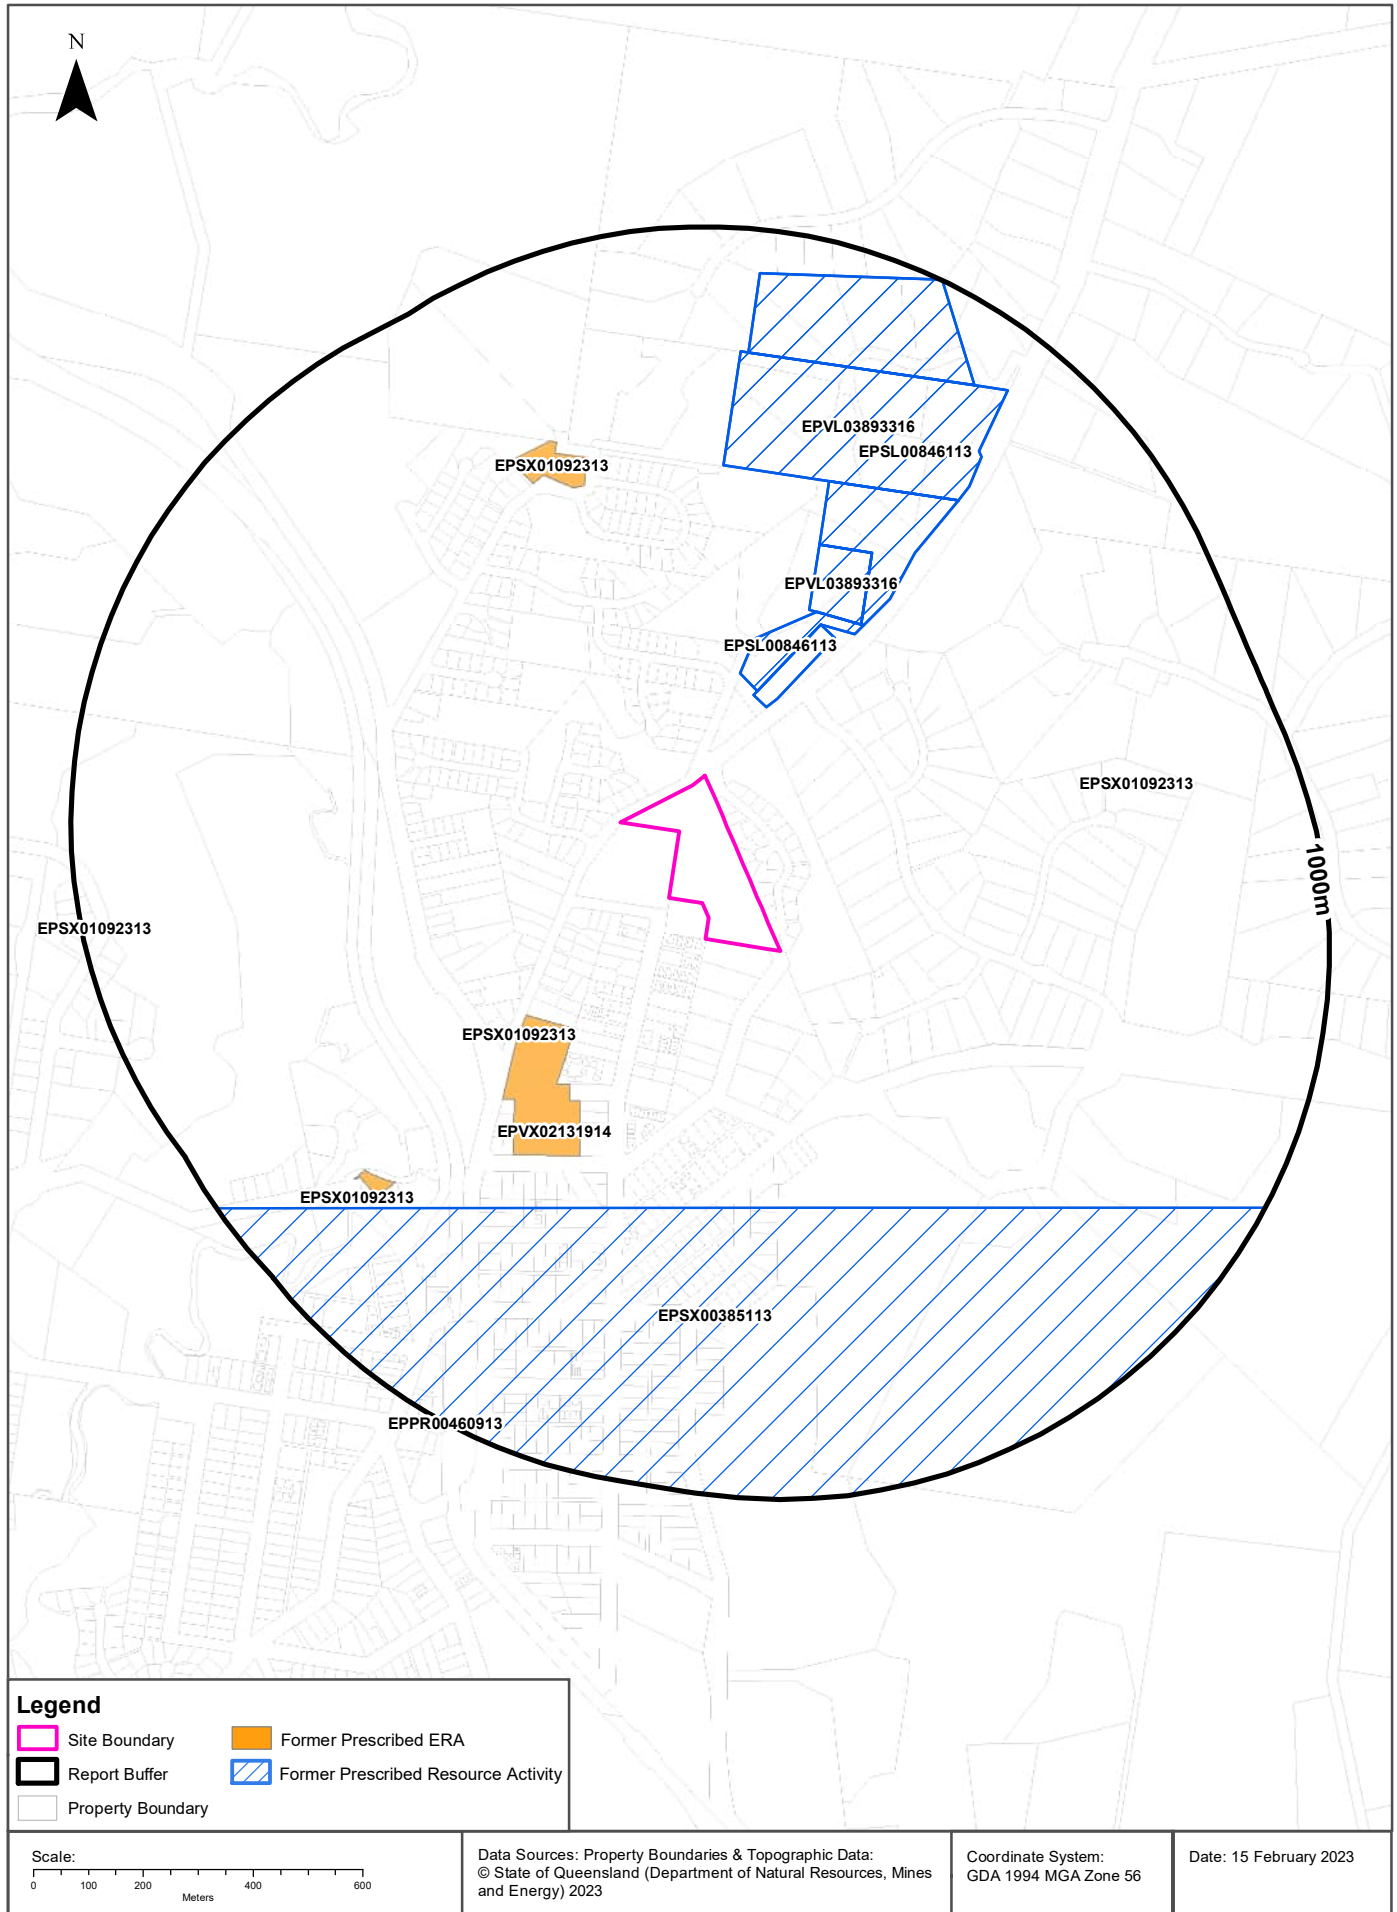 N
EPVL03893316
EPSL00846113
EPSX01092313
EPVL03893316
EPSL00846113
EPSX01092313
1000m
EPSX01092313
EPSX01092313
EPVX02131914
EPSX01092313
EPSX00385113
EPPR00460913
Legend
Site Boundary
Former Prescribed ERA
Report Buffer
Former Prescribed Resource Activity
Property Boundary
Scale:
0 100 200 400 600
Meters
Data Sources: Property Boundaries & Topographic Data:
© State of Queensland (Department of Natural Resources, Mines
and Energy) 2023
Coordinate System:
GDA 1994 MGA Zone 56
Date: 15 February 2023